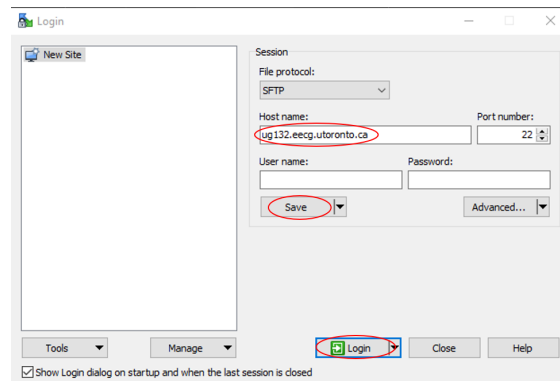 Login
New Site
Session
File protocol:
SFTP
Host name:
Port number:
ug132.eecg.utoronto.ca
22
User name:
Password:
Save
Advanced...
Tools
Manage
Login
Close
Help
Show Login dialog on startup and when the last session is closed